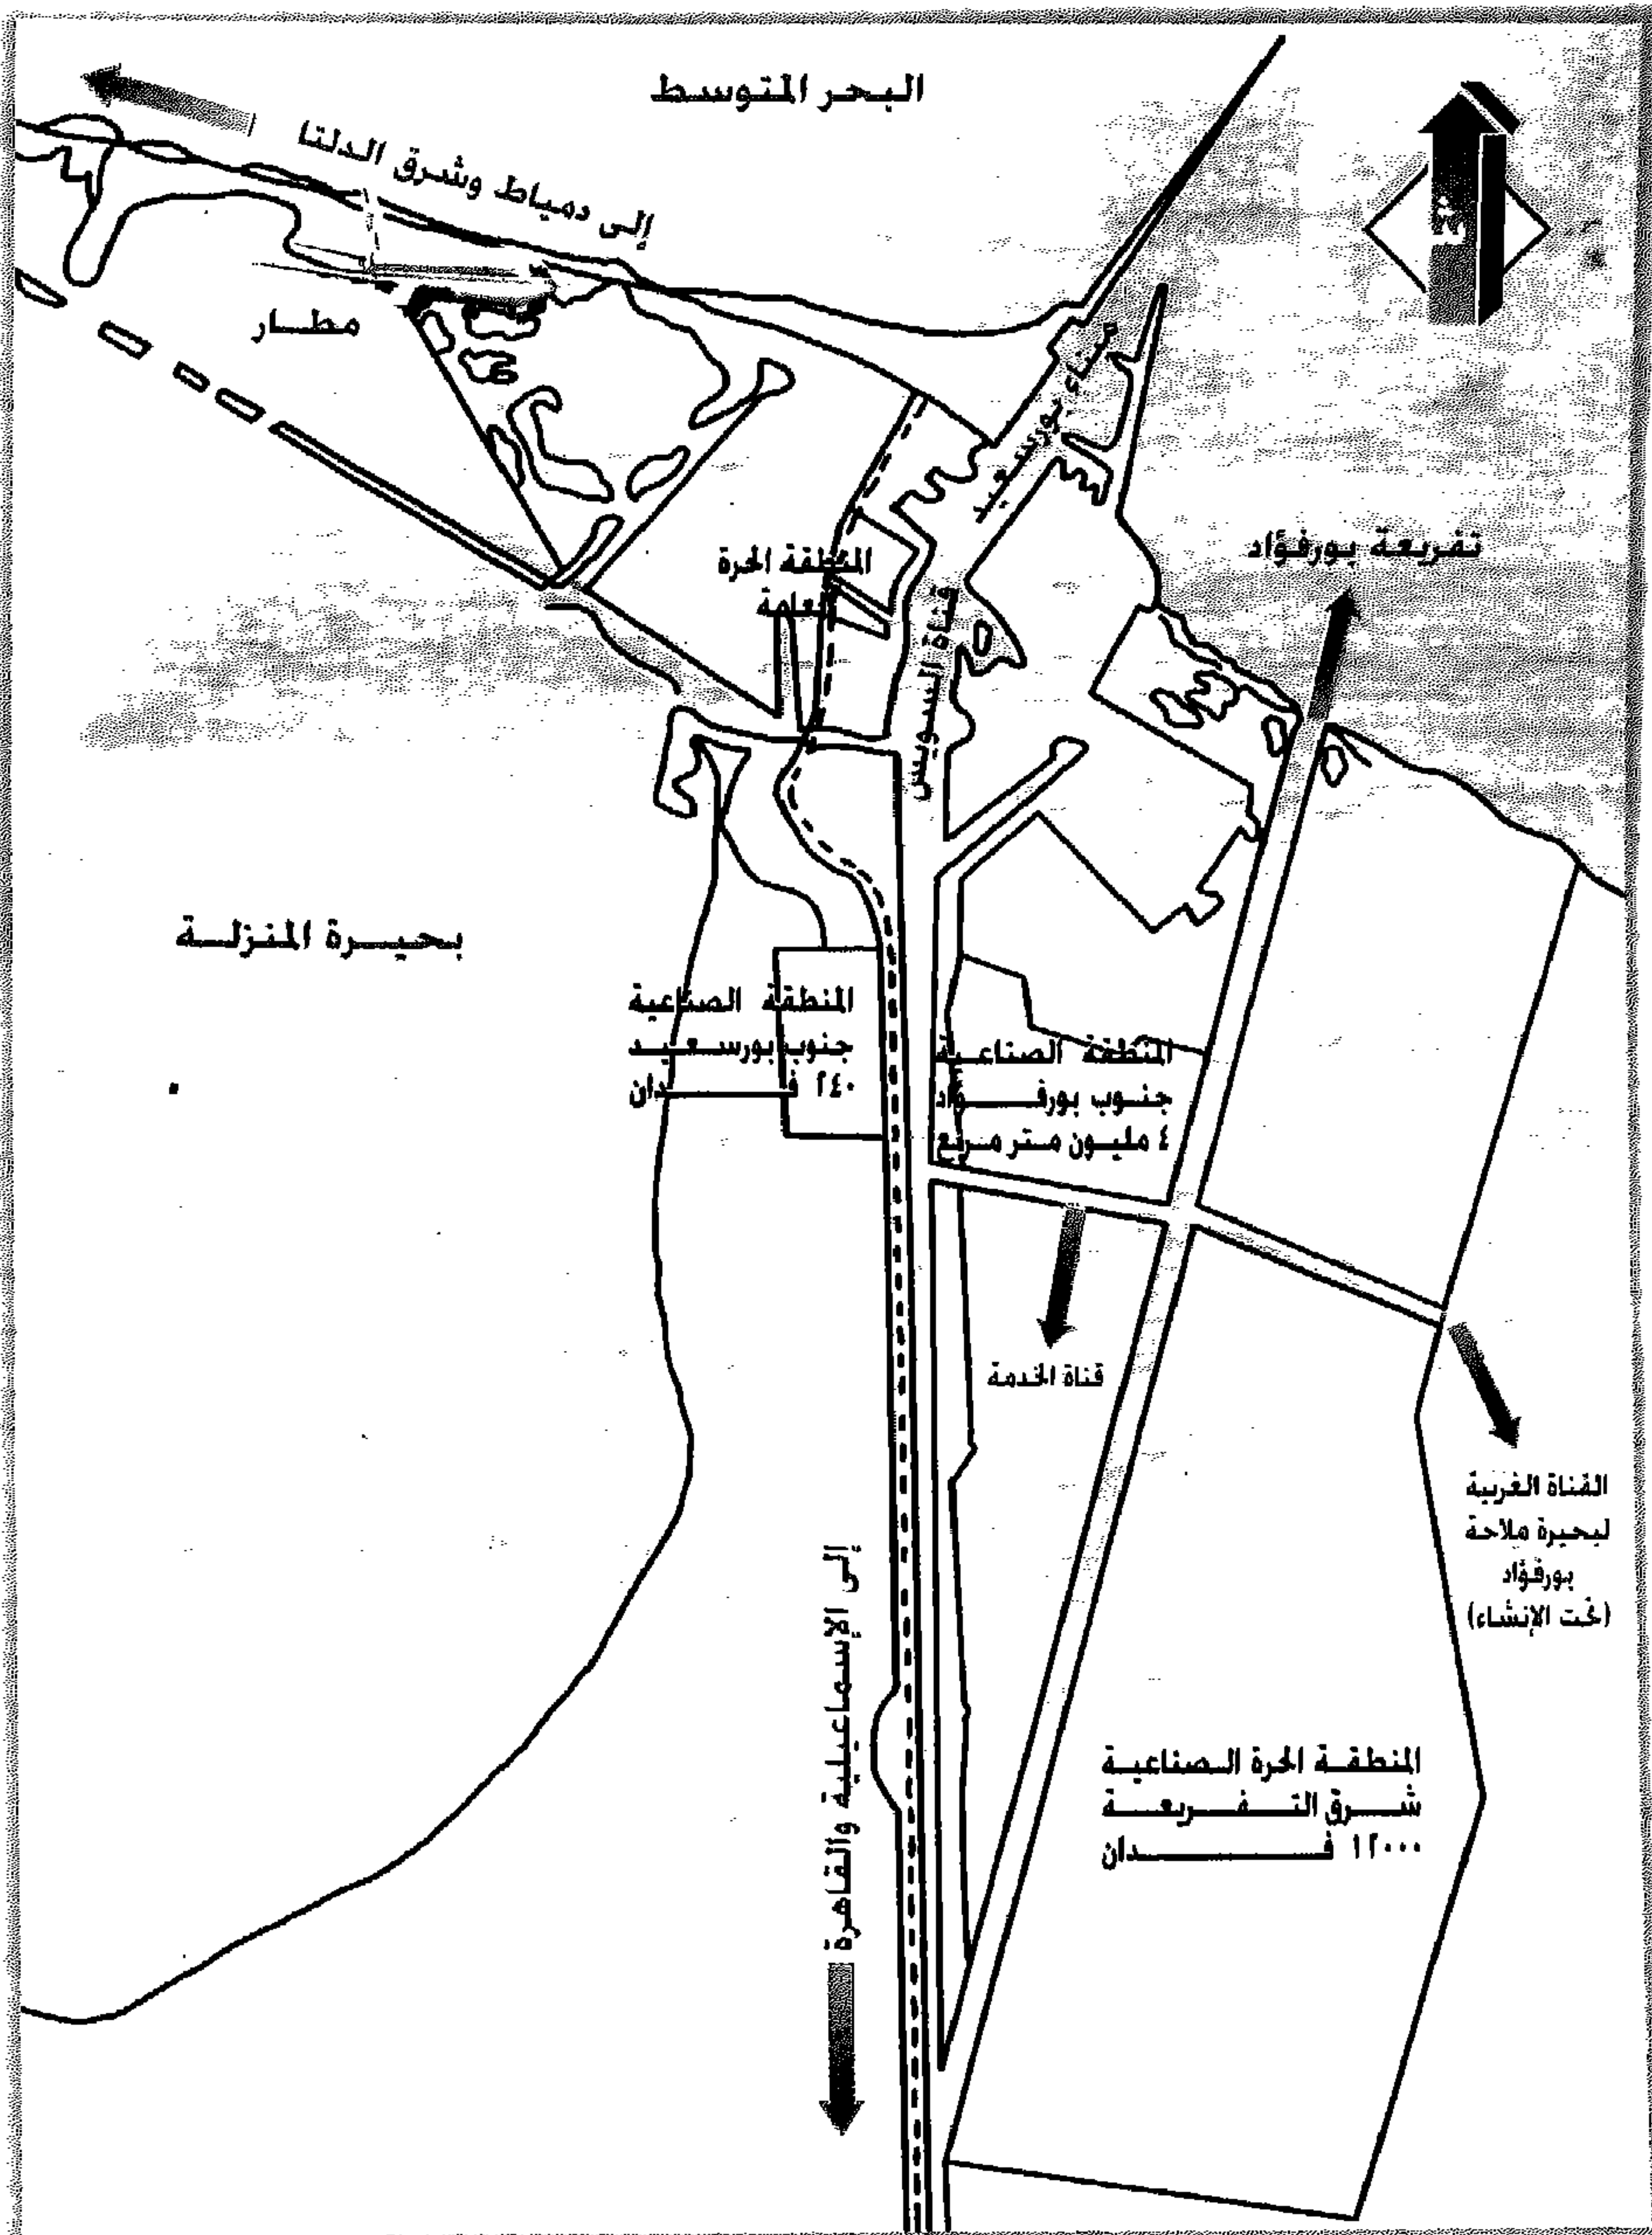 البحر المتوسط
إلى دمياط وشرق الدلتا
مطار
ميناء بورسعيد
تفريعة بورفؤاد
المنطقة الحرة
العامة
قناة السويس
بحيرة المنزلة
المنطقة الصناعية
جنوب بورسعيد
٢٤٠ فدان
المنطقة الصناعية
جنوب بورفؤاد
٤ مليون متر مربع
قناة الخدمة
القناة الغربية
لبحيرة ملاحة
بورفؤاد
(تحت الإنشاء)
إلى الإسماعيلية والقاهرة
المنطقة الحرة الصناعية
شرق التفريعة
١٢٠٠٠ فدان